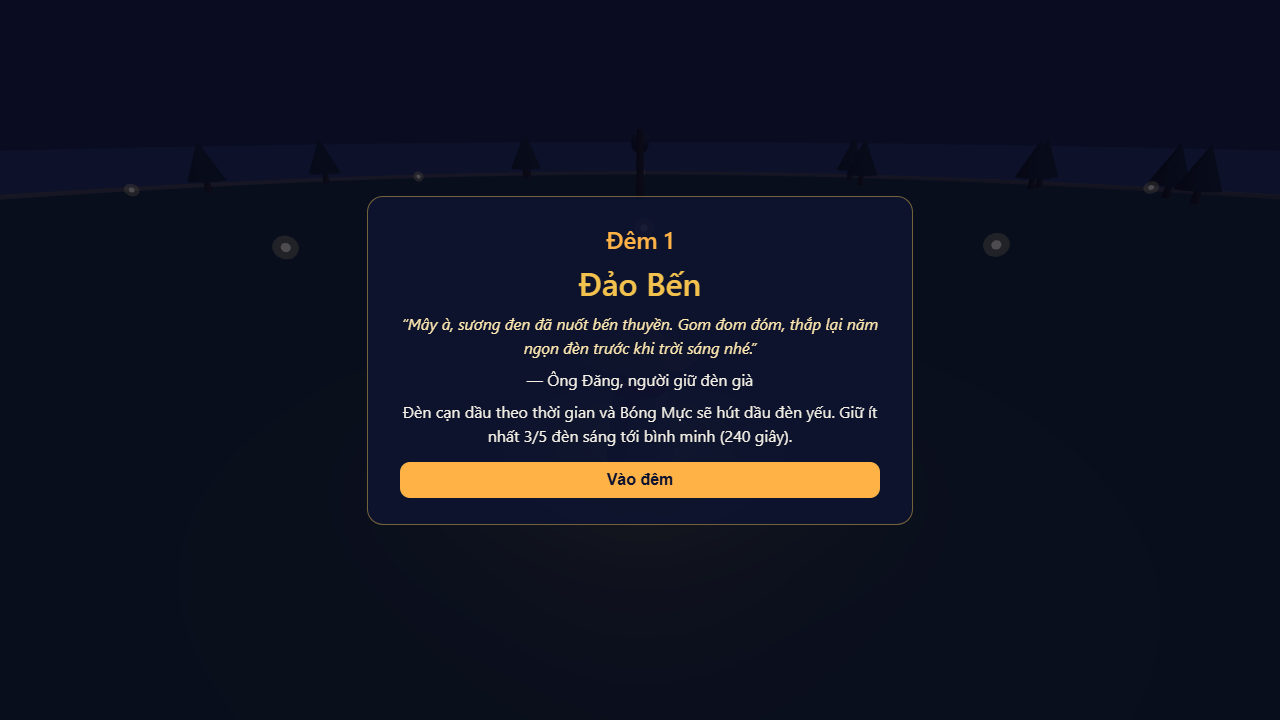 Đêm 1
Đảo Bến
“Mây à, sương đen đã nuốt bến thuyền. Gom đom đóm, thắp lại năm
ngọn đèn trước khi trời sáng nhé.”
— Ông Đăng, người giữ đèn già
Đèn cạn dầu theo thời gian và Bóng Mực sẽ hút dầu đèn yếu. Giữ ít
nhất 3/5 đèn sáng tới bình minh (240 giây).
Vào đêm